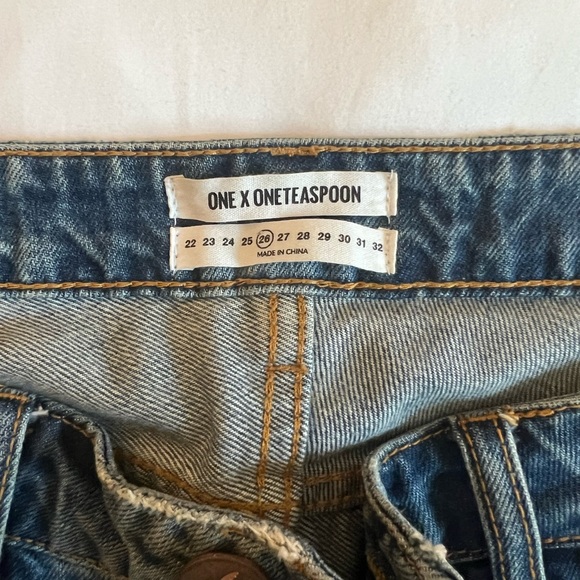 ONE X ONETEASPOON
22 23 24 25 26 27 28 29 30 31 32
MADE IN CHINA